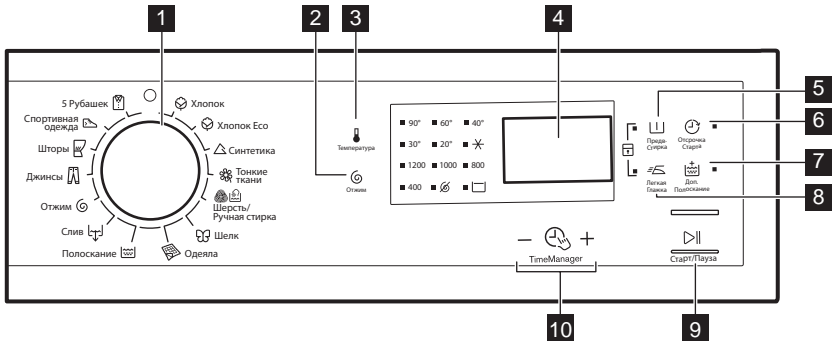 1
2
3
4
5
6
7
8
9
10
5 Рубашек
Спортивная
одежда
Шторы
Джинсы
Отжим
Слив
Полоскание
Хлопок
Хлопок Eco
Синтетика
Тонкие
ткани
Шерсть/
Ручная стирка
Шелк
Одеяла
Температура
Отжим
90° 60° 40°
30° 20°
1200 1000 800
400
Предв.
Стирка
Отсрочка
Старта
Легкая
Глажка
Доп.
Полоскание
− +
TimeManager
Старт/Пауза